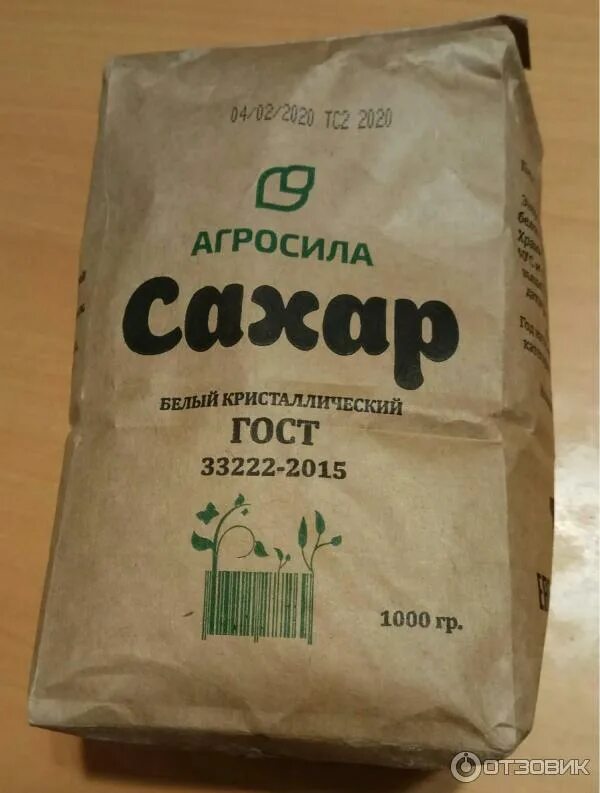 04/02/2020 ТС2 2020
АГРОСИЛА
Сахар
БЕЛЫЙ КРИСТАЛЛИЧЕСКИЙ
ГОСТ
33222-2015
1000 гр.
ОТЗОВИК